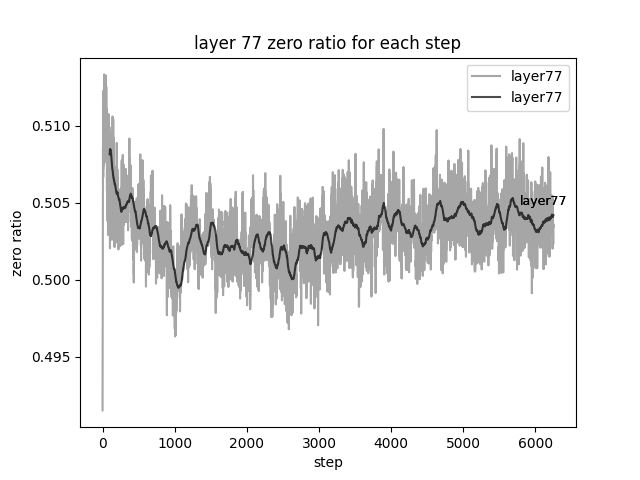 layer 77 zero ratio for each step
layer77
layer77
0.510
0.505
0.500
0.495
zero ratio
layer77
0
1000
2000
3000
4000
5000
6000
step